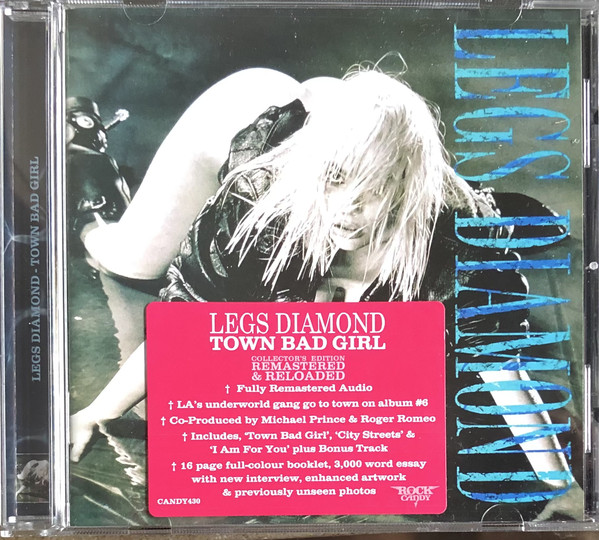 LEGS DIAMOND - TOWN BAD GIRL
LEGS DIAMOND
LEGS DIAMOND
TOWN BAD GIRL
COLLECTOR'S EDITION
REMASTERED
& RELOADED
† Fully Remastered Audio
† LA's underworld gang go to town on album #6
† Co-Produced by Michael Prince & Roger Romeo
† Includes, 'Town Bad Girl', 'City Streets' &
'I Am For You' plus Bonus Track
† 16 page full-colour booklet, 3,000 word essay
with new interview, enhanced artwork
& previously unseen photos
CANDY430
ROCK
CANDY